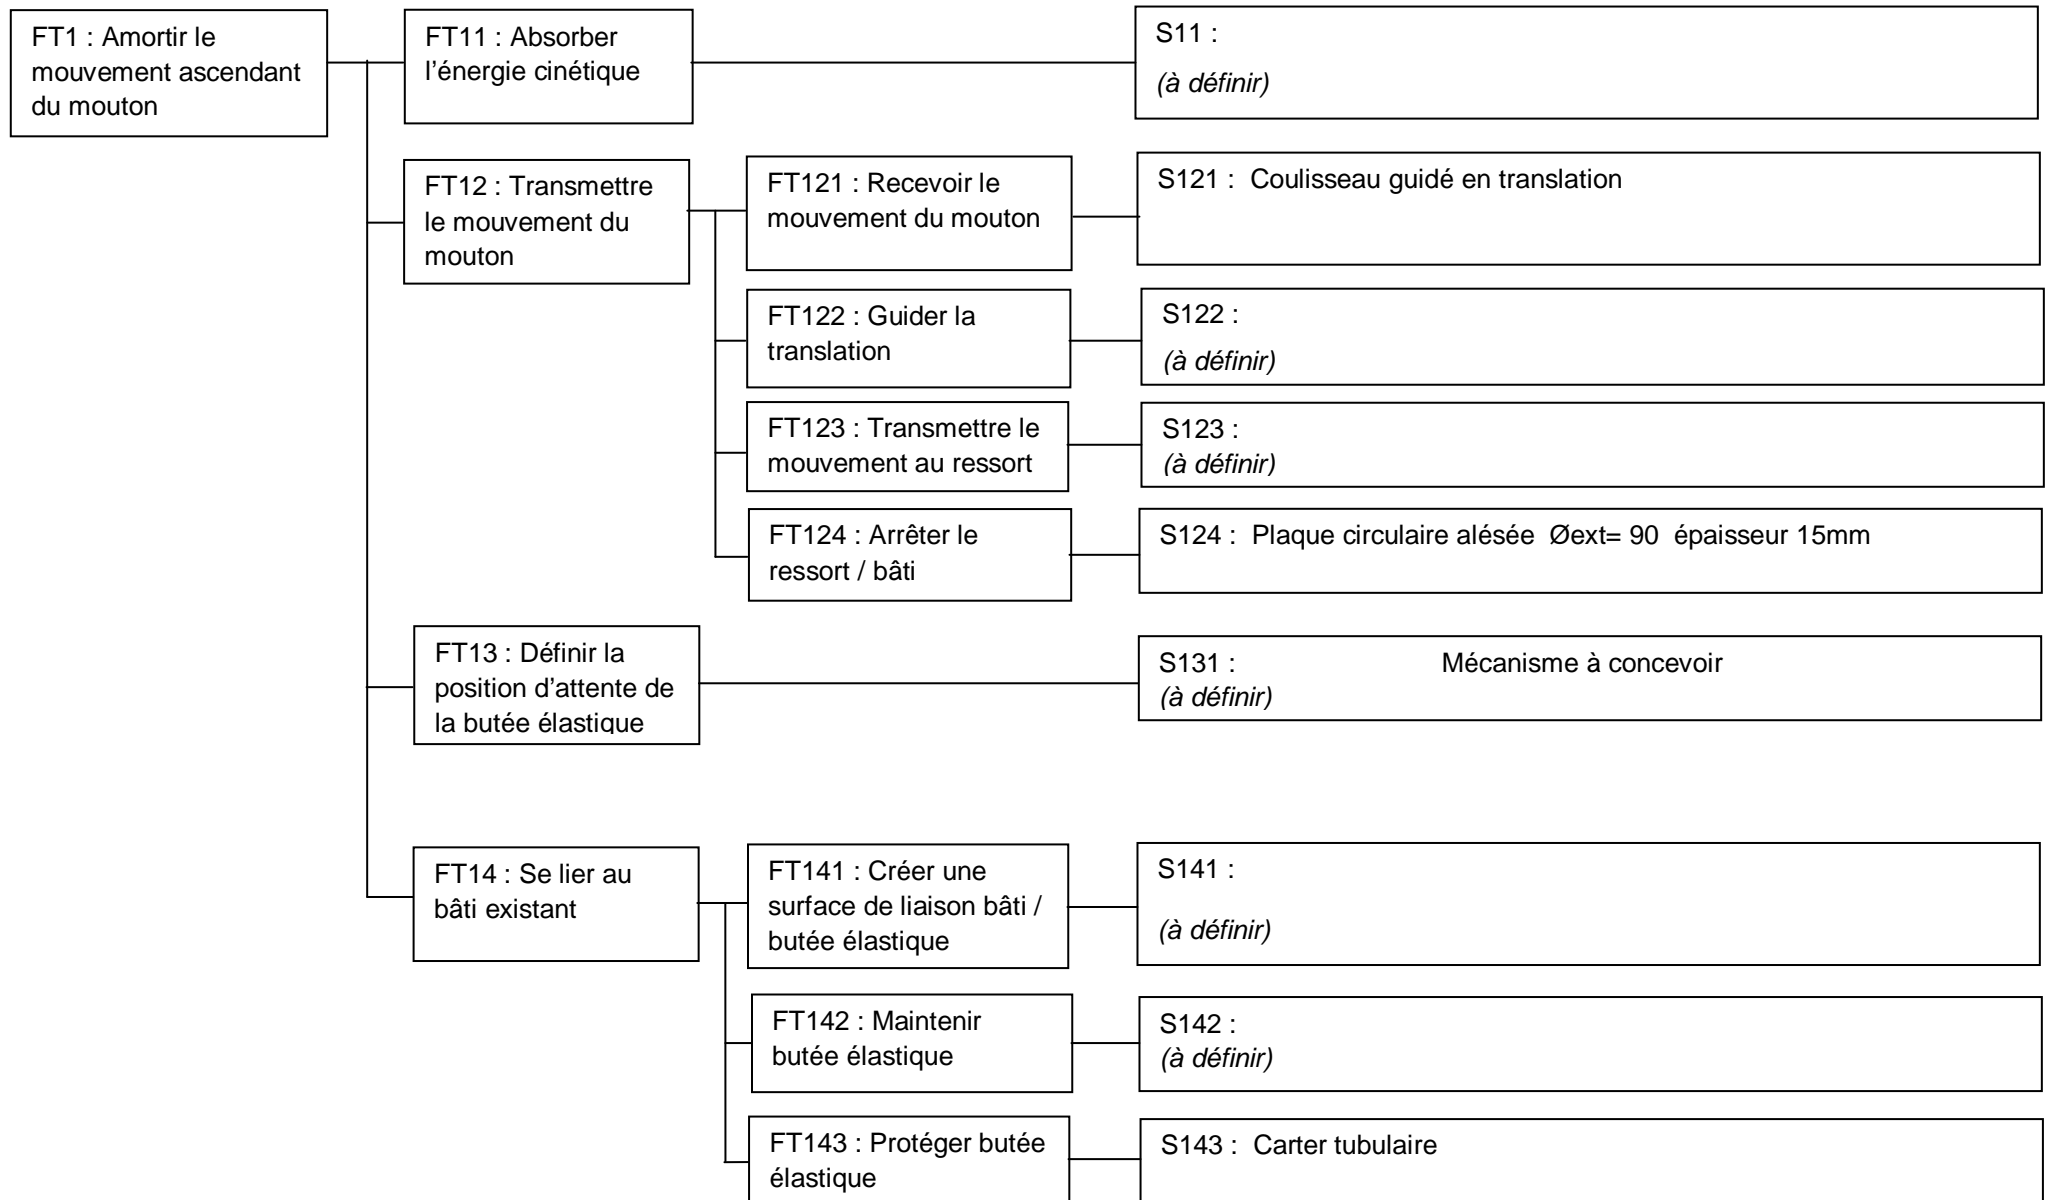 FT1 : Amortir le
mouvement ascendant
du mouton
FT11 : Absorber
l’énergie cinétique
S11 :
(à définir)
FT12 : Transmettre
le mouvement du
mouton
FT121 : Recevoir le
mouvement du mouton
S121 : Coulisseau guidé en translation
FT122 : Guider la
translation
S122 :
(à définir)
FT123 : Transmettre le
mouvement au ressort
S123 :
(à définir)
FT124 : Arrêter le
ressort / bâti
S124 : Plaque circulaire alésée Øext= 90 épaisseur 15mm
FT13 : Définir la
position d’attente de
la butée élastique
S131 : Mécanisme à concevoir
(à définir)
FT14 : Se lier au
bâti existant
FT141 : Créer une
surface de liaison bâti /
butée élastique
S141 :
(à définir)
FT142 : Maintenir
butée élastique
S142 :
(à définir)
FT143 : Protéger butée
élastique
S143 : Carter tubulaire